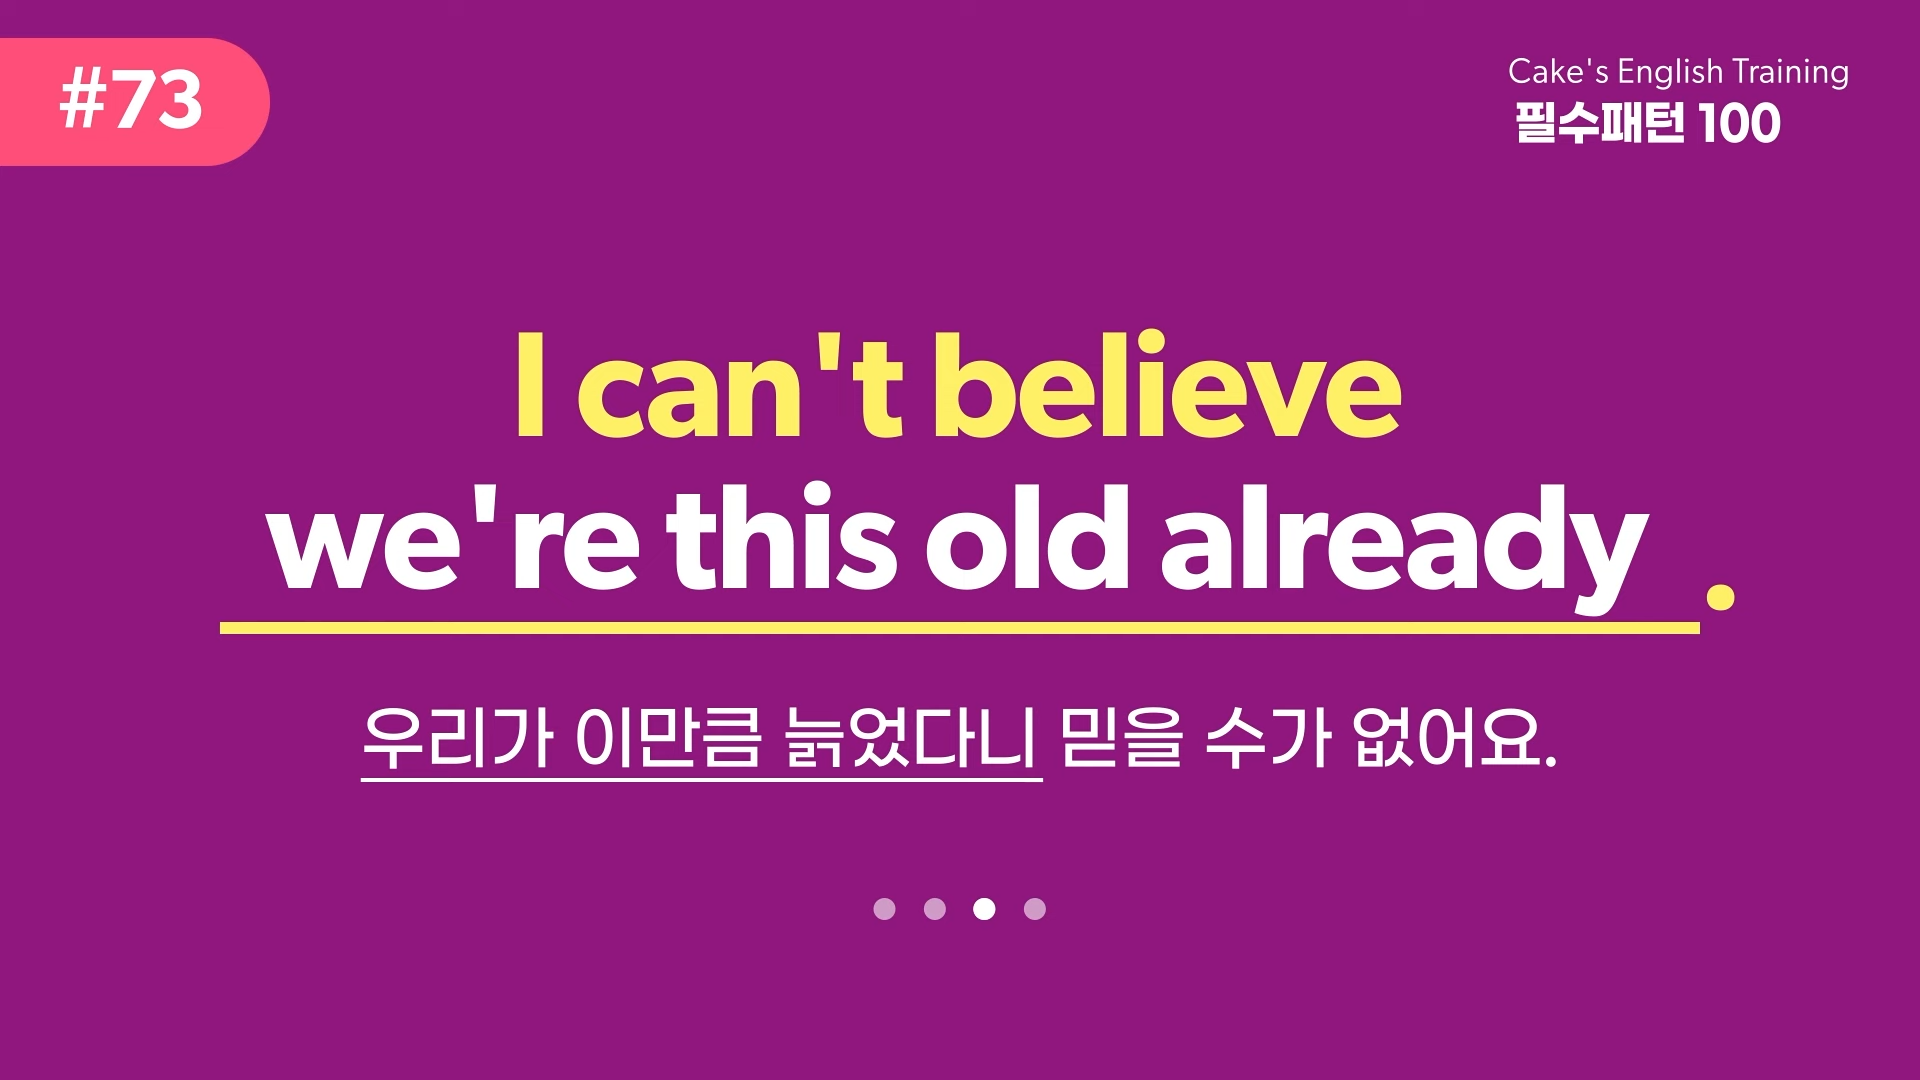 #73
Cake's English Training
필수패턴 100
I can't believe
we're this old already.
우리가 이만큼 늙었다니 믿을 수가 없어요.